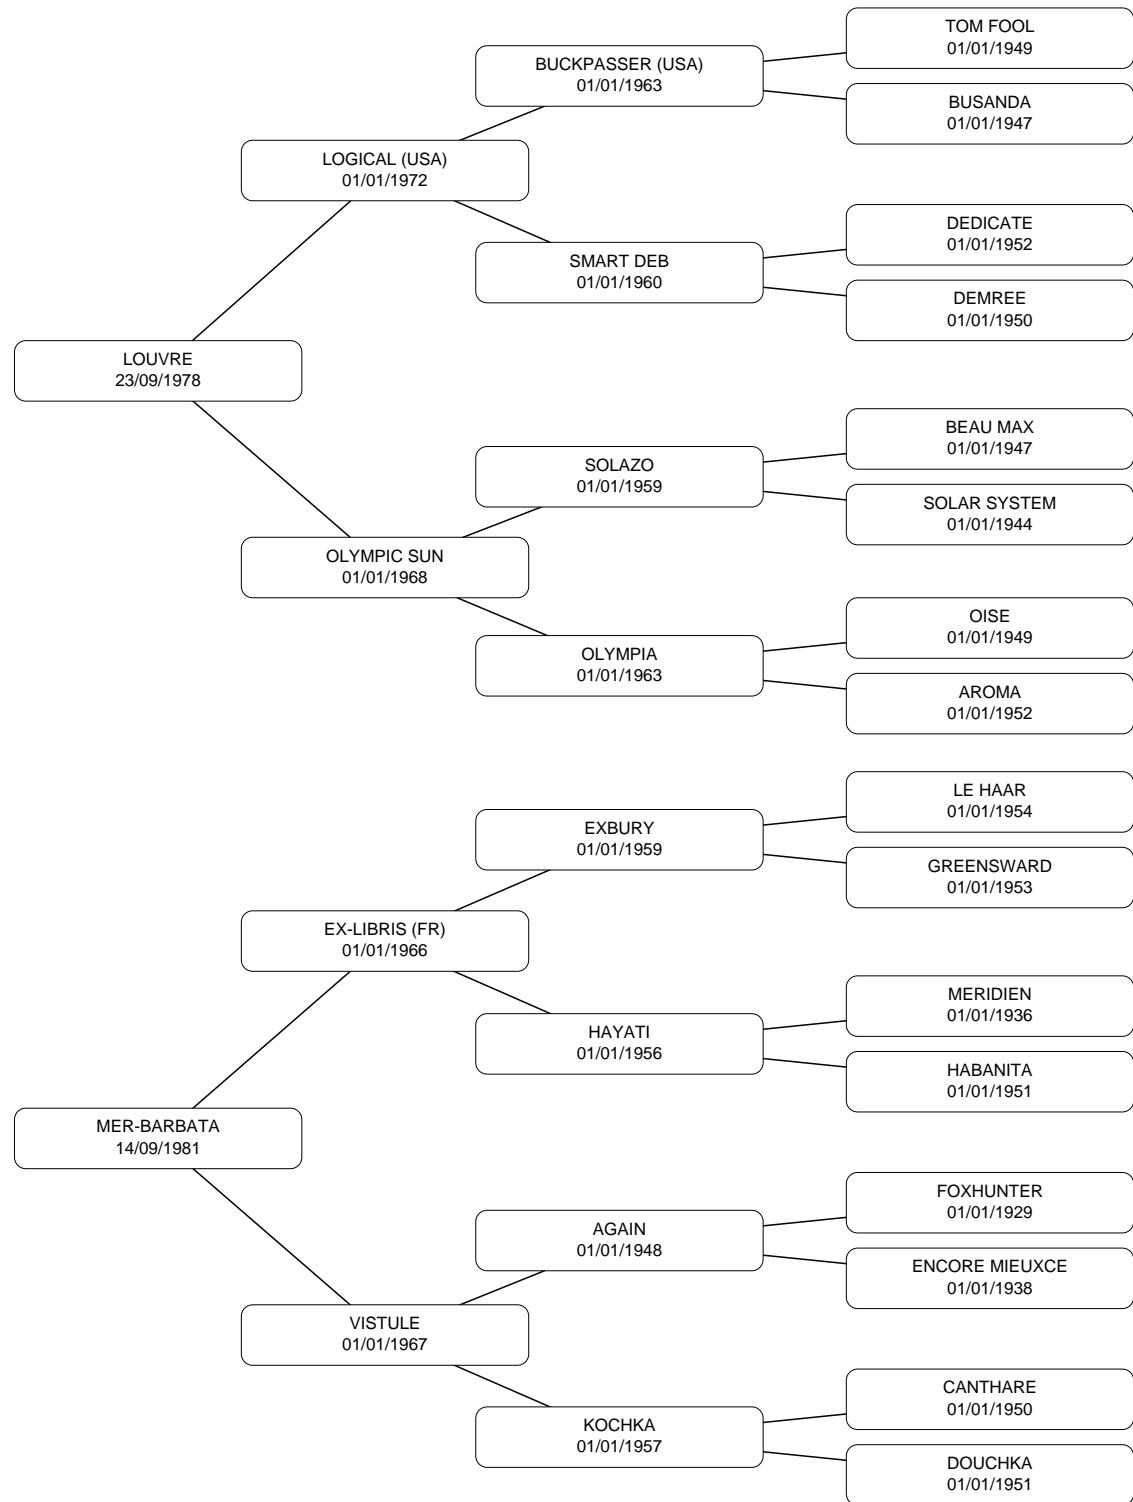 TOM FOOL
01/01/1949
BUCKPASSER (USA)
01/01/1963
BUSANDA
01/01/1947
LOGICAL (USA)
01/01/1972
DEDICATE
01/01/1952
SMART DEB
01/01/1960
DEMREE
01/01/1950
LOUVRE
23/09/1978
BEAU MAX
01/01/1947
SOLAZO
01/01/1959
SOLAR SYSTEM
01/01/1944
OLYMPIC SUN
01/01/1968
OISE
01/01/1949
OLYMPIA
01/01/1963
AROMA
01/01/1952
LE HAAR
01/01/1954
EXBURY
01/01/1959
GREENSWARD
01/01/1953
EX-LIBRIS (FR)
01/01/1966
MERIDIEN
01/01/1936
HAYATI
01/01/1956
HABANITA
01/01/1951
MER-BARBATA
14/09/1981
FOXHUNTER
01/01/1929
AGAIN
01/01/1948
ENCORE MIEUXCE
01/01/1938
VISTULE
01/01/1967
CANTHARE
01/01/1950
KOCHKA
01/01/1957
DOUCHKA
01/01/1951